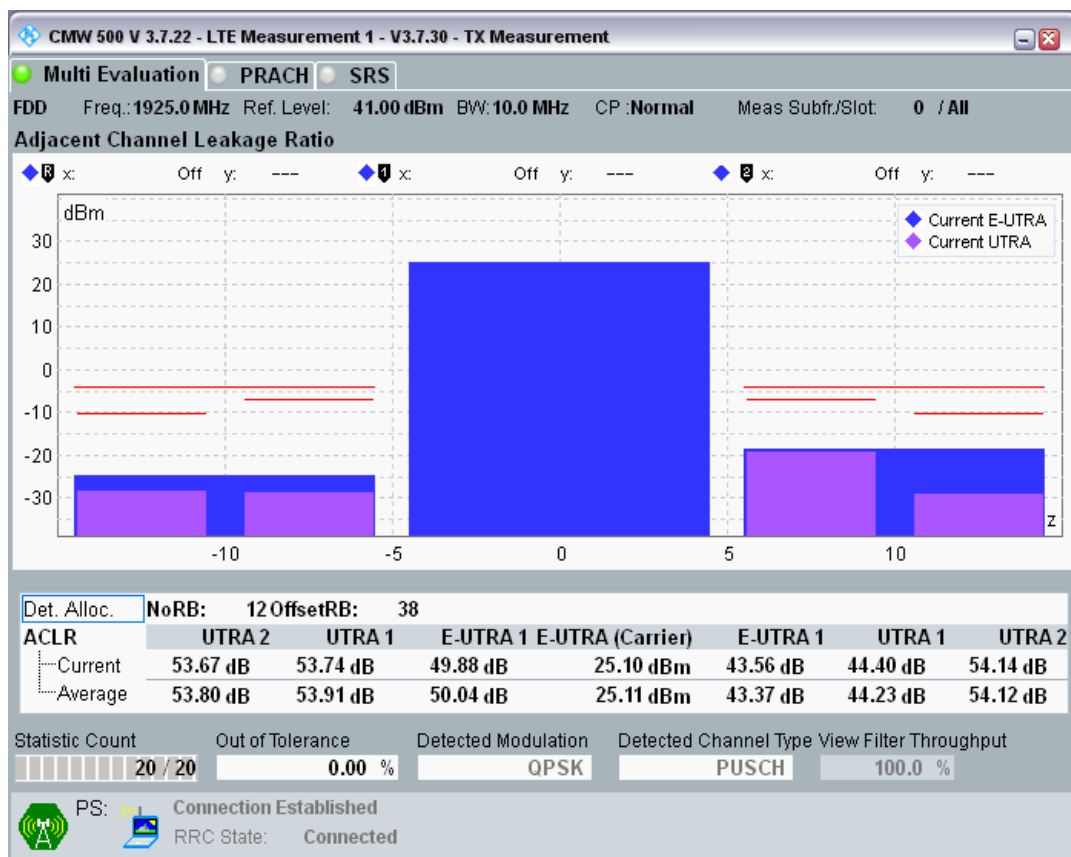 CMW 500 V 3.7.22 - LTE Measurement 1 - V3.7.30 - TX Measurement
Multi Evaluation PRACH SRS
FDD Freq.: 1925.0 MHz Ref. Level: 41.00 dBm BW: 10.0 MHz CP :Normal Meas Subfr./Slot: 0 / All
Adjacent Channel Leakage Ratio
R x: Off y: --- 1 x: Off y: --- 2 x: Off y: ---
dBm
Current E-UTRA
Current UTRA
30
20
10
0
-10
-20
-30
z
-10 -5 0 5 10
Det. Alloc. NoRB: 12 OffsetRB: 38
ACLR UTRA 2 UTRA 1 E-UTRA 1 E-UTRA (Carrier) E-UTRA 1 UTRA 1 UTRA 2
Current 53.67 dB 53.74 dB 49.88 dB 25.10 dBm 43.56 dB 44.40 dB 54.14 dB
Average 53.80 dB 53.91 dB 50.04 dB 25.11 dBm 43.37 dB 44.23 dB 54.12 dB
Statistic Count Out of Tolerance Detected Modulation Detected Channel Type View Filter Throughput
20 / 20 0.00 % QPSK PUSCH 100.0 %
PS: Connection Established
RRC State: Connected